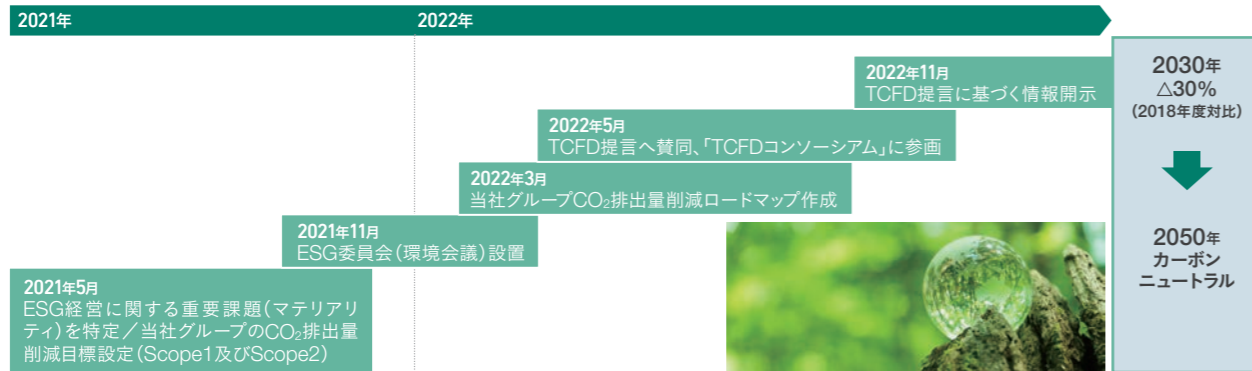 2021年
2022年
2022年11月
TCFD提言に基づく情報開示
2022年5月
TCFD提言へ賛同、「TCFDコンソーシアム」に参画
2022年3月
当社グループCO₂排出量削減ロードマップ作成
2021年11月
ESG委員会(環境会議)設置
2021年5月
ESG経営に関する重要課題(マテリアリ
ティ)を特定／当社グループのCO₂排出量
削減目標設定(Scope1及びScope2)
2030年
△30%
(2018年度対比)
2050年
カーボン
ニュートラル